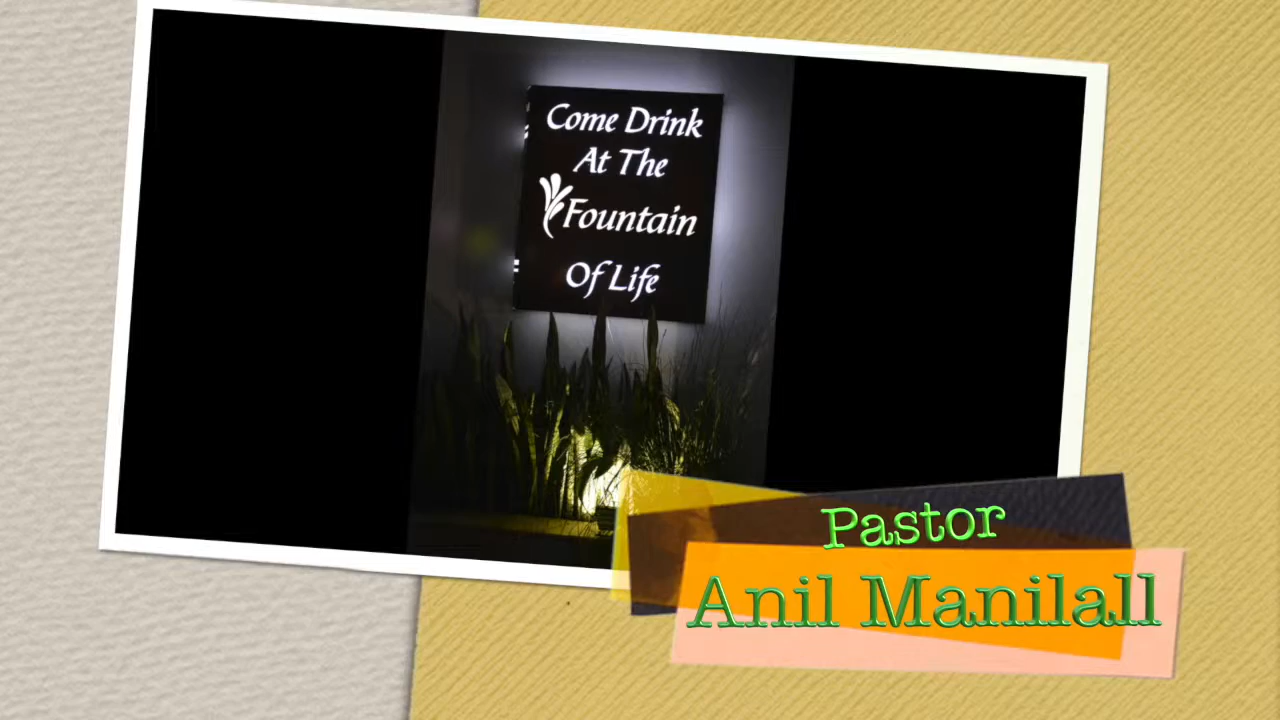 Come Drink
At The
Fountain
Of Life
Pastor
Anil Manilall